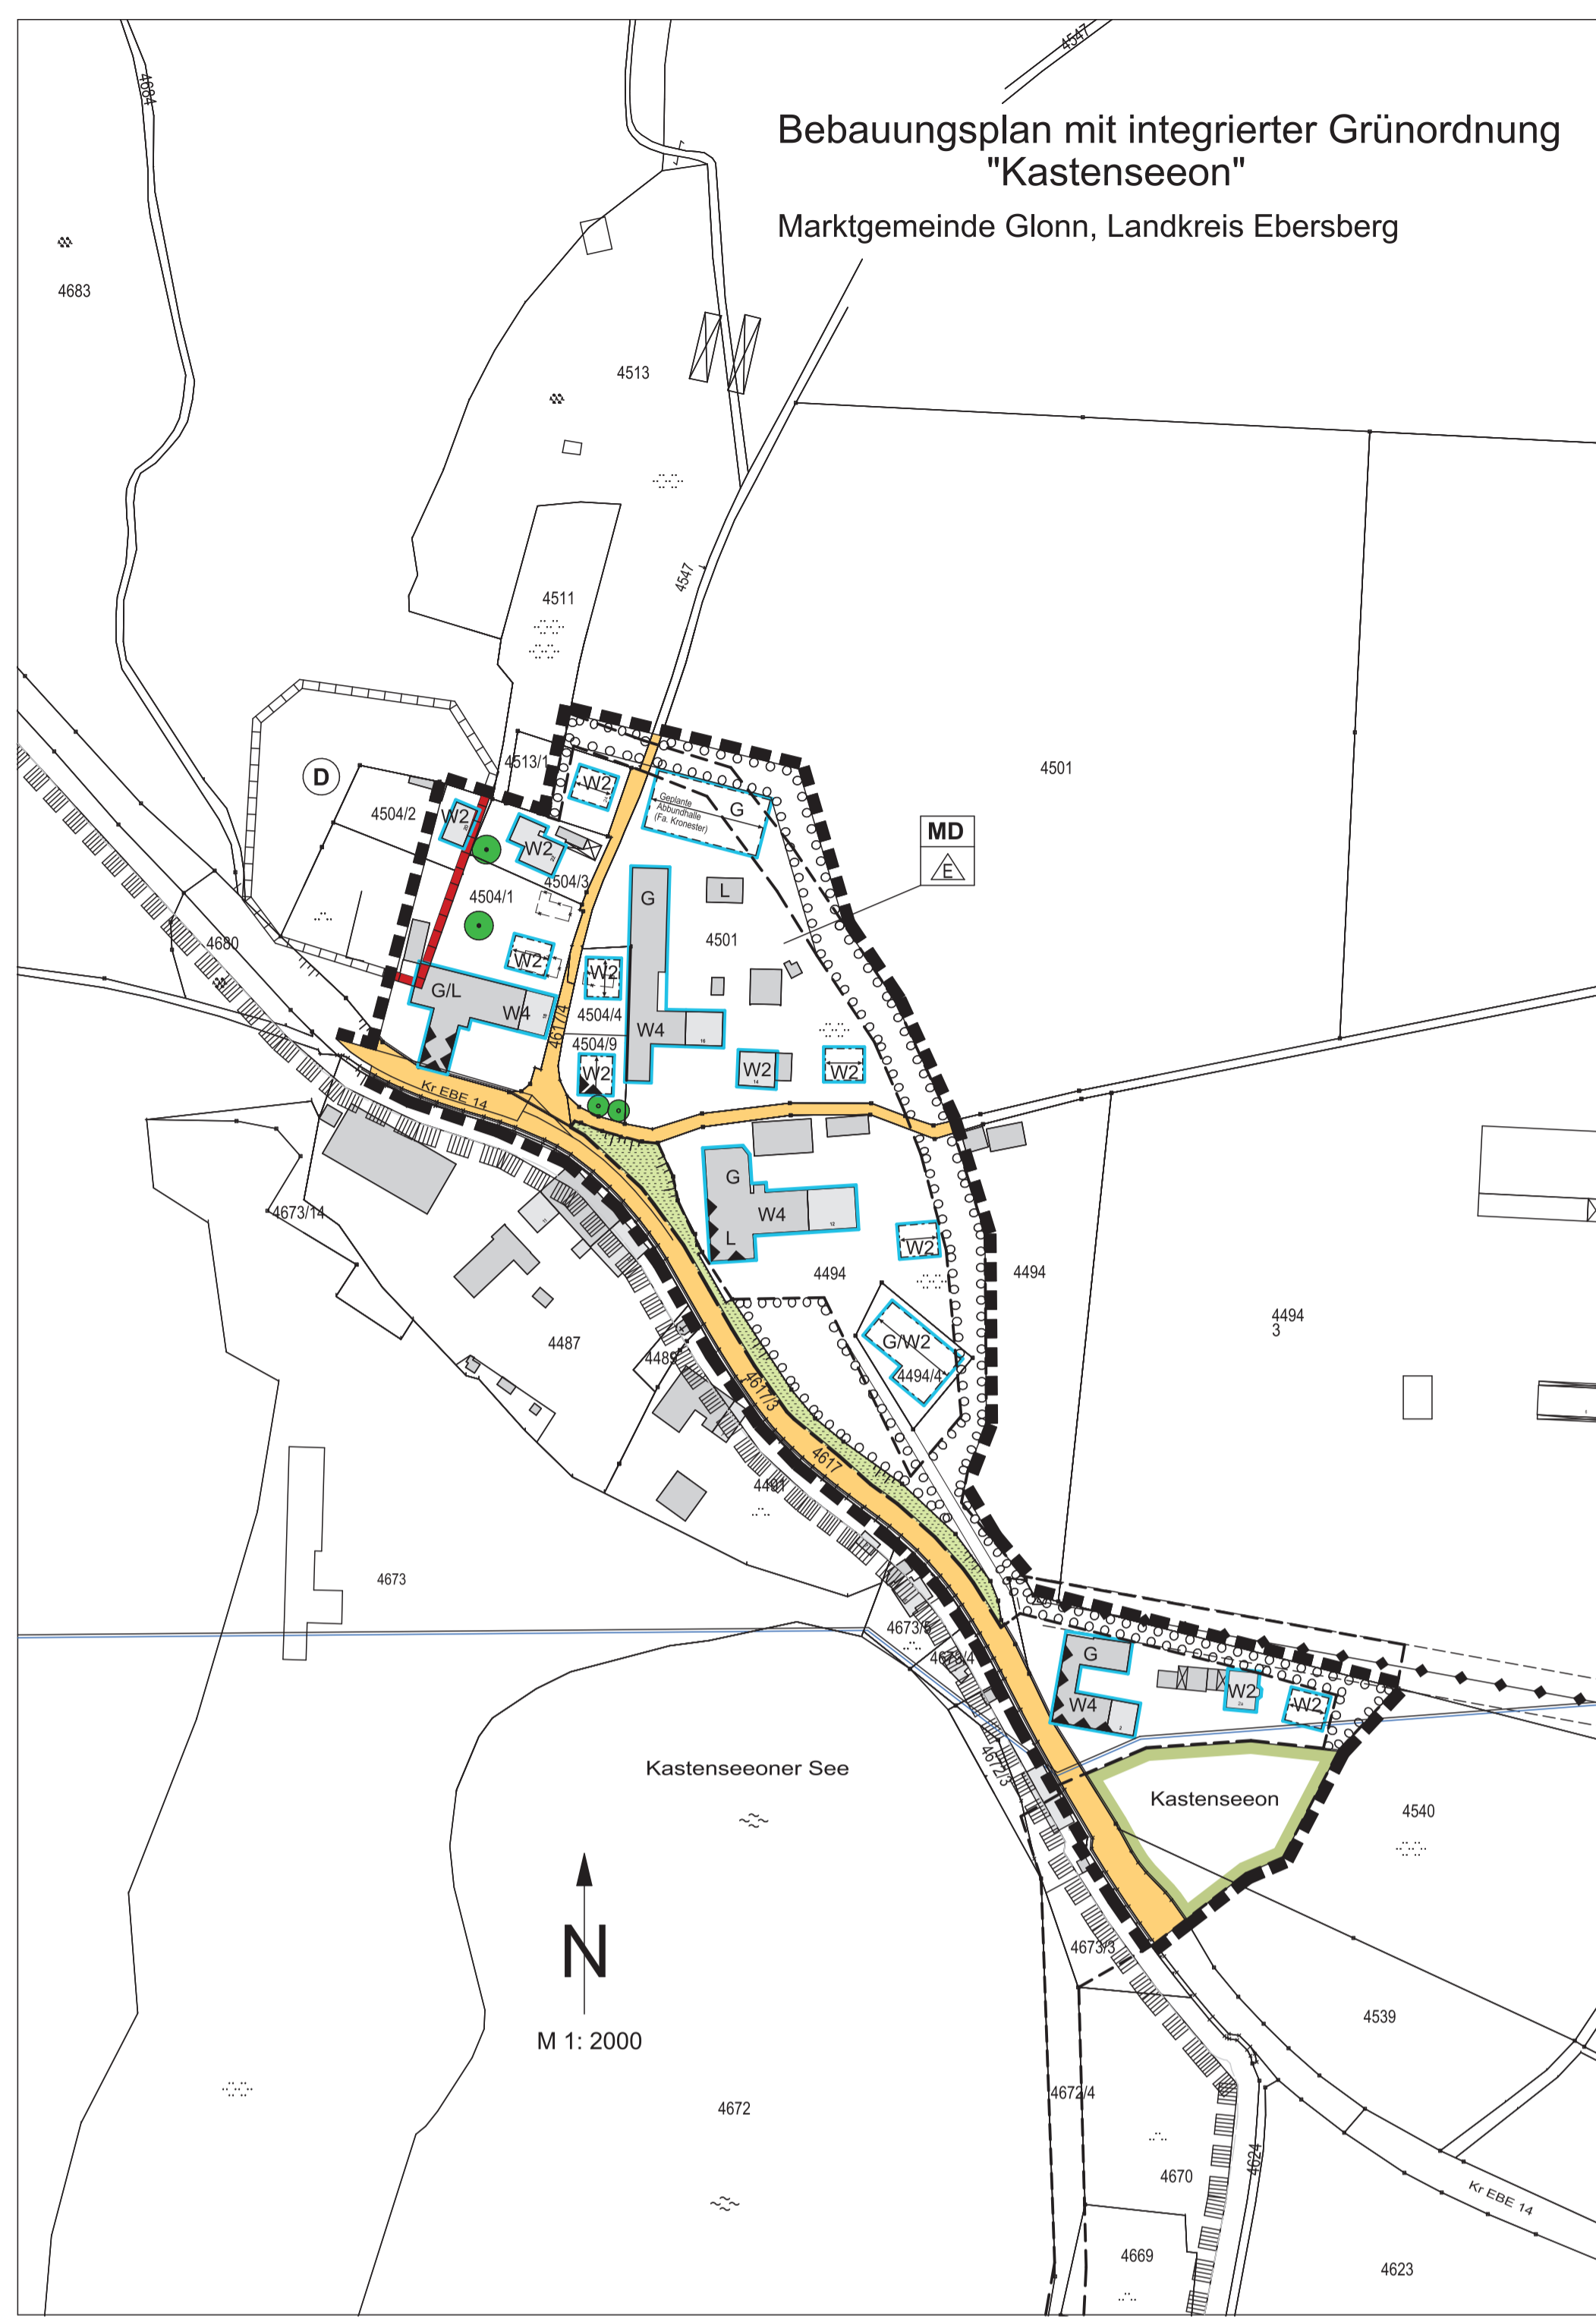 4547
4684
Bebauungsplan mit integrierter Grünordnung
"Kastenseeon"
Marktgemeinde Glonn, Landkreis Ebersberg
4683
4513
4547
4511
4501
4513/1
D
W2
Geplante
Abbundhalle
(Fa. Kronester)
G
4504/2
W2
W2
MD
E
4504/3
4504/1
G
L
4501
4680
W2
W2
G/L
W4
4504/4
W4
4617/4
4504/9
W2
W2
W2
Kr EBE 14
G
W4
L
W2
4673/14
4494
4494
4494
3
4487
4489
G/W2
4494/4
4617/3
4617
4491
4673
4673/5
4673/4
G
W4
W2
W2
4672/3
Kastenseeoner See
Kastenseeon
4540
N
M 1: 2000
4673/3
4539
4672/4
4672
4670
4624
Kr EBE 14
4669
4623